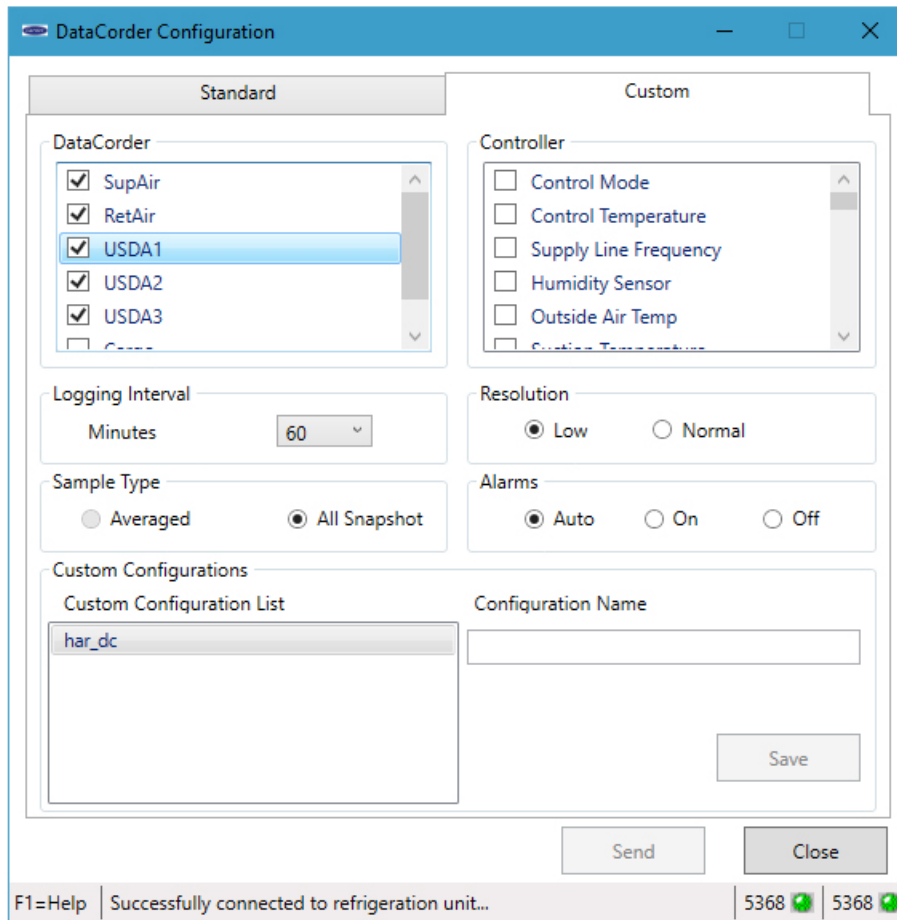 DataCorder Configuration
Standard
Custom
DataCorder
SupAir
RetAir
USDA1
USDA2
USDA3
Controller
Control Mode
Control Temperature
Supply Line Frequency
Humidity Sensor
Outside Air Temp
Logging Interval
Minutes 60
Resolution
Low Normal
Sample Type
Averaged All Snapshot
Alarms
Auto On Off
Custom Configurations
Custom Configuration List
har_dc
Configuration Name
Save
Send Close
F1=Help Successfully connected to refrigeration unit... 5368 5368